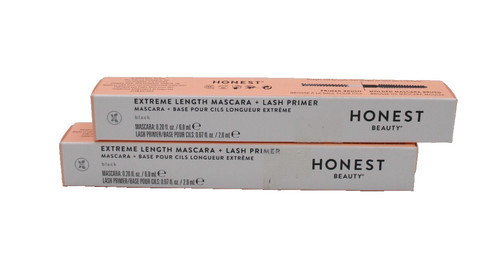 HONEST
PRIMER BRUSH
EXTREME LENGTH MASCARA + LASH PRIMER
MASCARA + BASE POUR CILS LONGUEUR EXTRÊME
black
MASCARA: 0.20 fl. oz. / 6.0 mL ℮
LASH PRIMER/BASE POUR CILS: 0.07 fl. oz. / 2.0 mL ℮
HONEST
BEAUTY
EXTREME LENGTH MASCARA + LASH PRIMER
MASCARA + BASE POUR CILS LONGUEUR EXTRÊME
black
MASCARA: 0.20 fl. oz. / 6.0 mL ℮
LASH PRIMER/BASE POUR CILS: 0.07 fl. oz. / 2.0 mL ℮
HONEST
BEAUTY